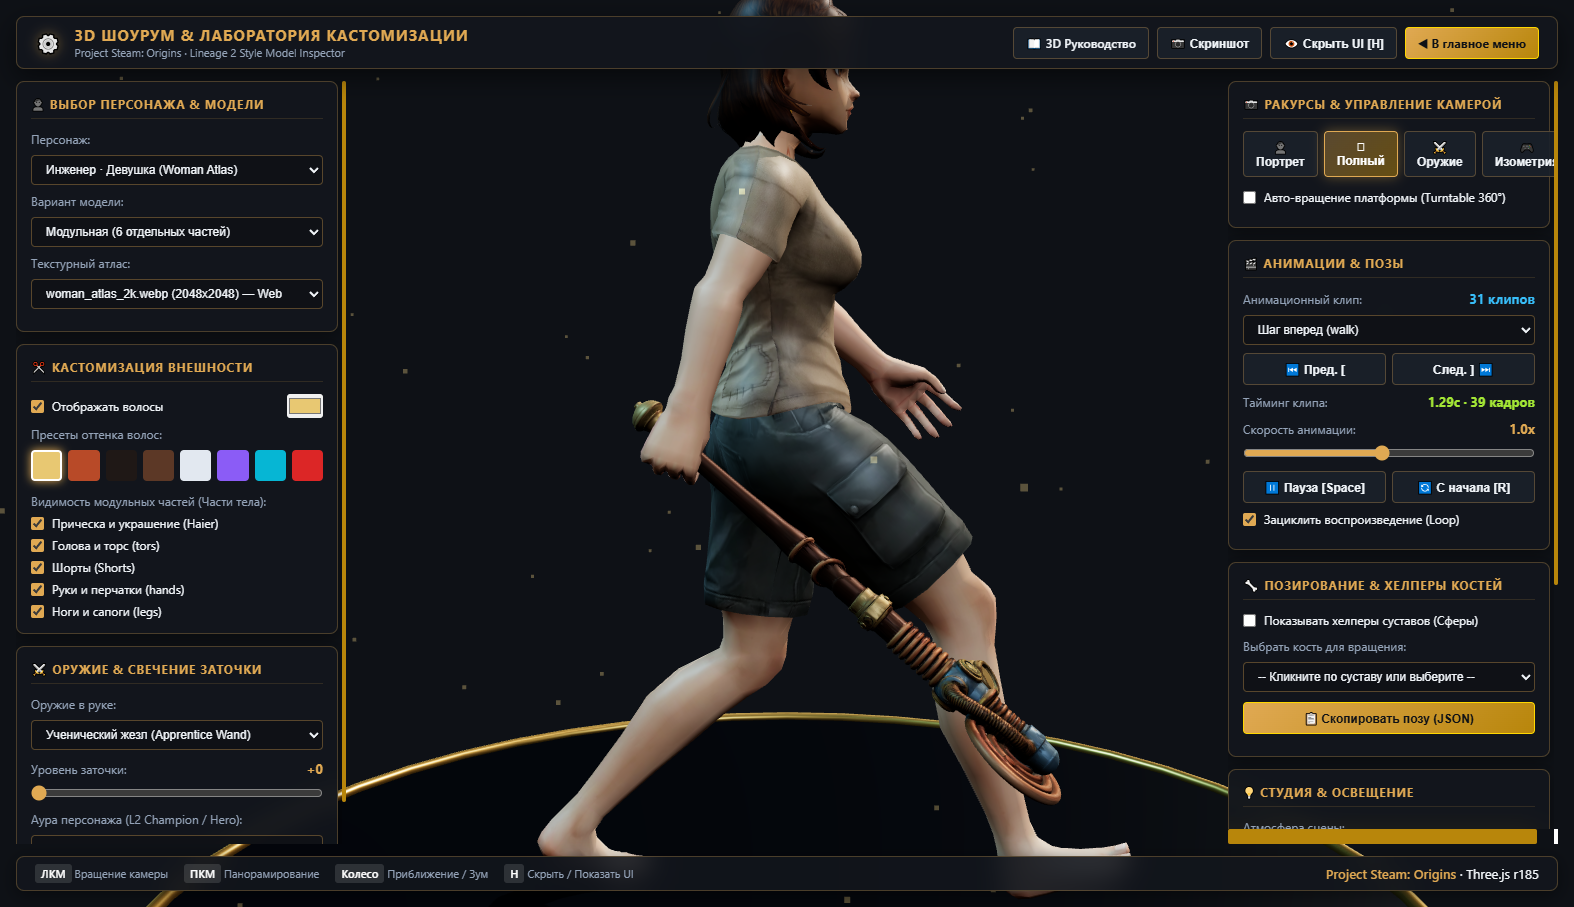 3D ШОУРУМ & ЛАБОРАТОРИЯ КАСТОМИЗАЦИИ
Project Steam: Origins · Lineage 2 Style Model Inspector
3D Руководство
Скриншот
Скрыть UI [H]
◀ В главное меню
ВЫБОР ПЕРСОНАЖА & МОДЕЛИ
Персонаж:
Инженер - Девушка (Woman Atlas)
Вариант модели:
Модульная (6 отдельных частей)
Текстурный атлас:
woman_atlas_2k.webp (2048x2048) — Web
КАСТОМИЗАЦИЯ ВНЕШНОСТИ
Отображать волосы
Пресеты оттенка волос:
Видимость модульных частей (Части тела):
Прическа и украшение (Haier)
Голова и торс (tors)
Шорты (Shorts)
Руки и перчатки (hands)
Ноги и сапоги (legs)
ОРУЖИЕ & СВЕЧЕНИЕ ЗАТОЧКИ
Оружие в руке:
Ученический жезл (Apprentice Wand)
Уровень заточки: +0
Аура персонажа (L2 Champion / Hero):
РАКУРСЫ & УПРАВЛЕНИЕ КАМЕРОЙ
Портрет
Полный
Оружие
Изометрия
Авто-вращение платформы (Turntable 360°)
АНИМАЦИИ & ПОЗЫ
Анимационный клип: 31 клипов
Шаг вперед (walk)
Пред. [
След. ]
Тайминг клипа: 1.29с · 39 кадров
Скорость анимации: 1.0x
Пауза [Space]
С начала [R]
Зациклить воспроизведение (Loop)
ПОЗИРОВАНИЕ & ХЕЛПЕРЫ КОСТЕЙ
Показывать хелперы суставов (Сферы)
Выбрать кость для вращения:
-- Кликните по суставу или выберите --
Скопировать позу (JSON)
СТУДИЯ & ОСВЕЩЕНИЕ
Атмосфера сцены:
ЛКМ Вращение камеры
ПКМ Панорамирование
Колесо Приближение / Зум
H Скрыть / Показать UI
Project Steam: Origins · Three.js r185